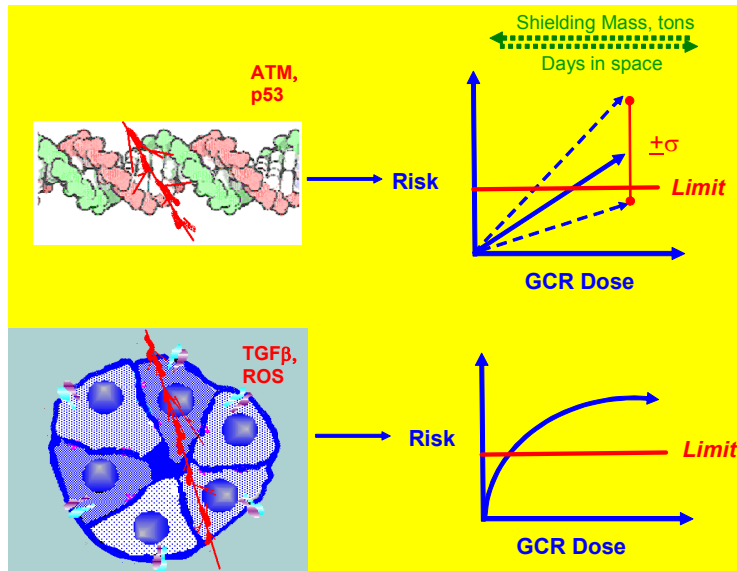 Shielding Mass, tons
Days in space
ATM,
p53
±σ
Risk
Limit
GCR Dose
TGFβ,
ROS
Risk
Limit
GCR Dose